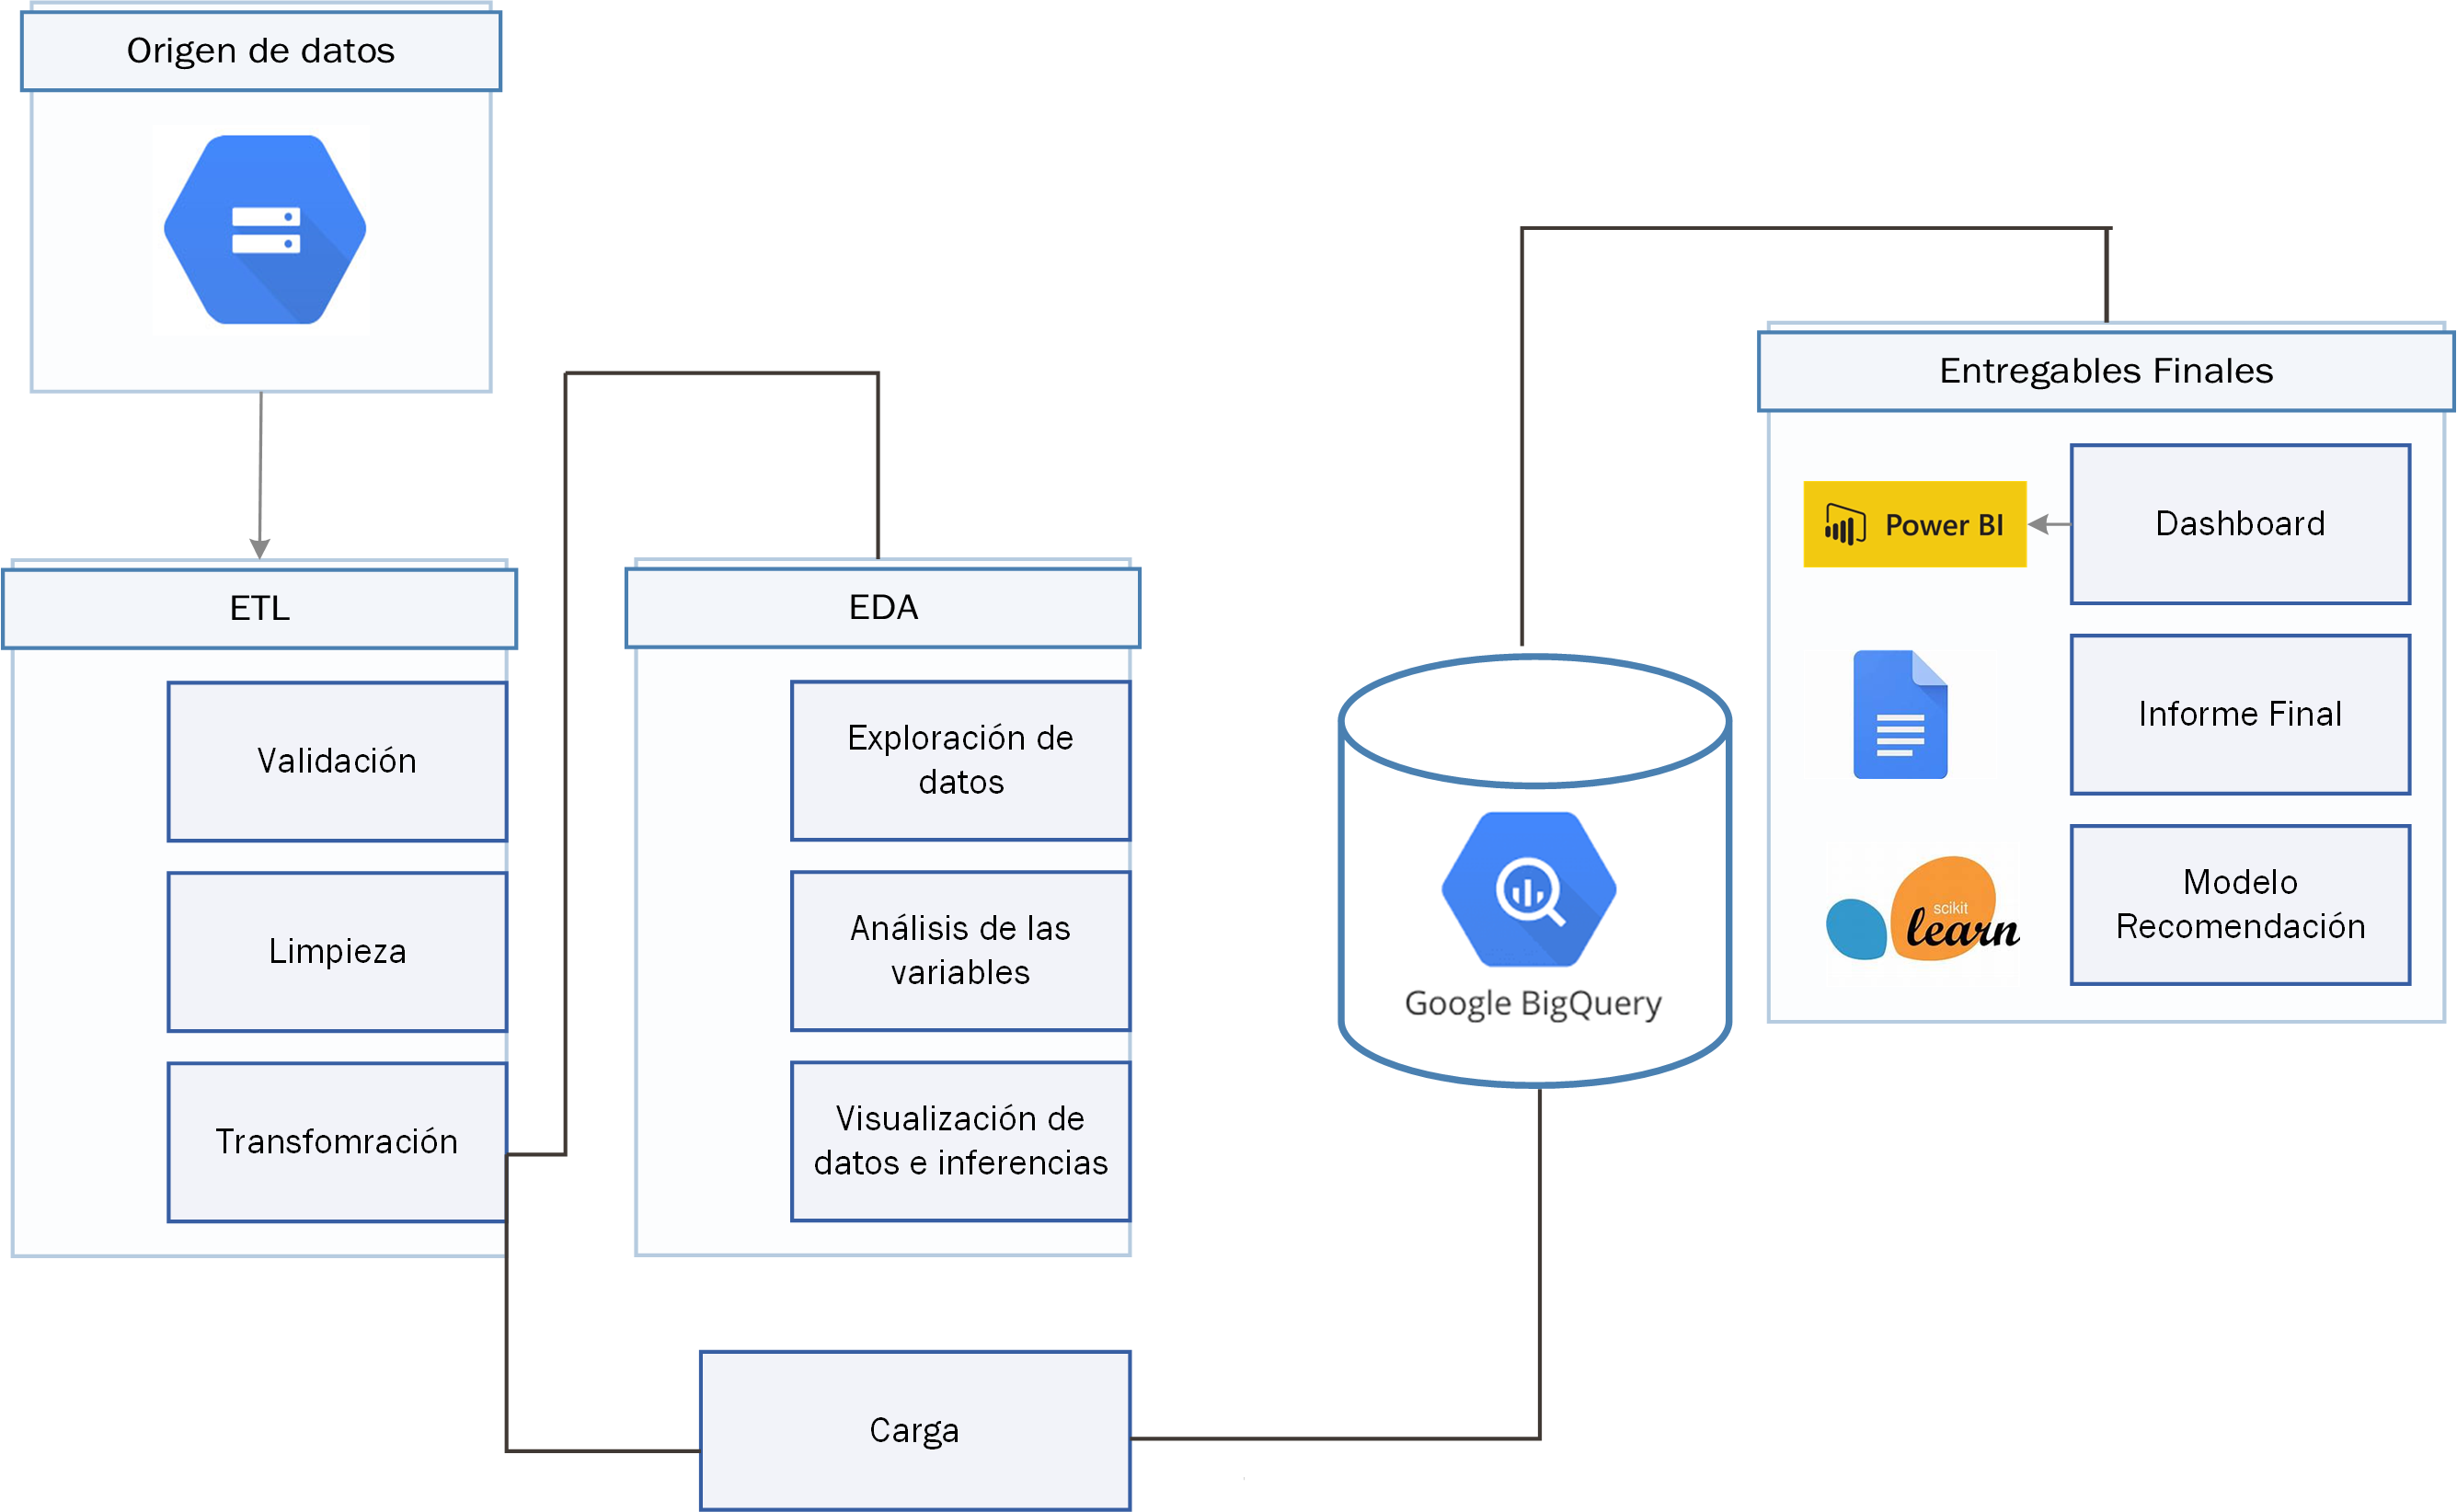 Origen de datos
ETL
Validación
Limpieza
Transfomración
EDA
Exploración de
datos
Análisis de las
variables
Visualización de
datos e inferencias
Carga
Google BigQuery
Entregables Finales
Power BI
Dashboard
Informe Final
scikit
learn
Modelo
Recomendación